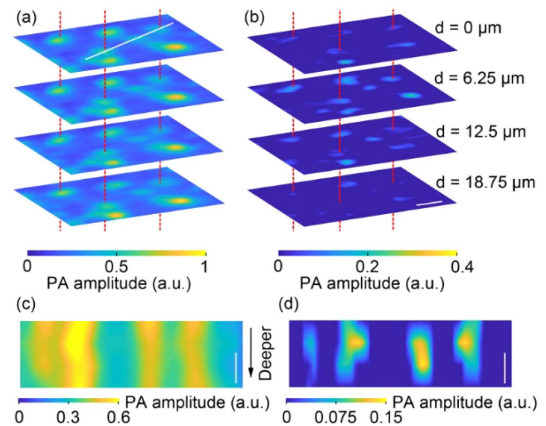 (a)
(b)
d = 0 µm
d = 6.25 µm
d = 12.5 µm
d = 18.75 µm
0 0.5 1
PA amplitude (a.u.)
0 0.2 0.4
PA amplitude (a.u.)
(c)
Deeper
(d)
0 0.3 0.6 PA amplitude (a.u.)
0 0.075 0.15 PA amplitude (a.u.)